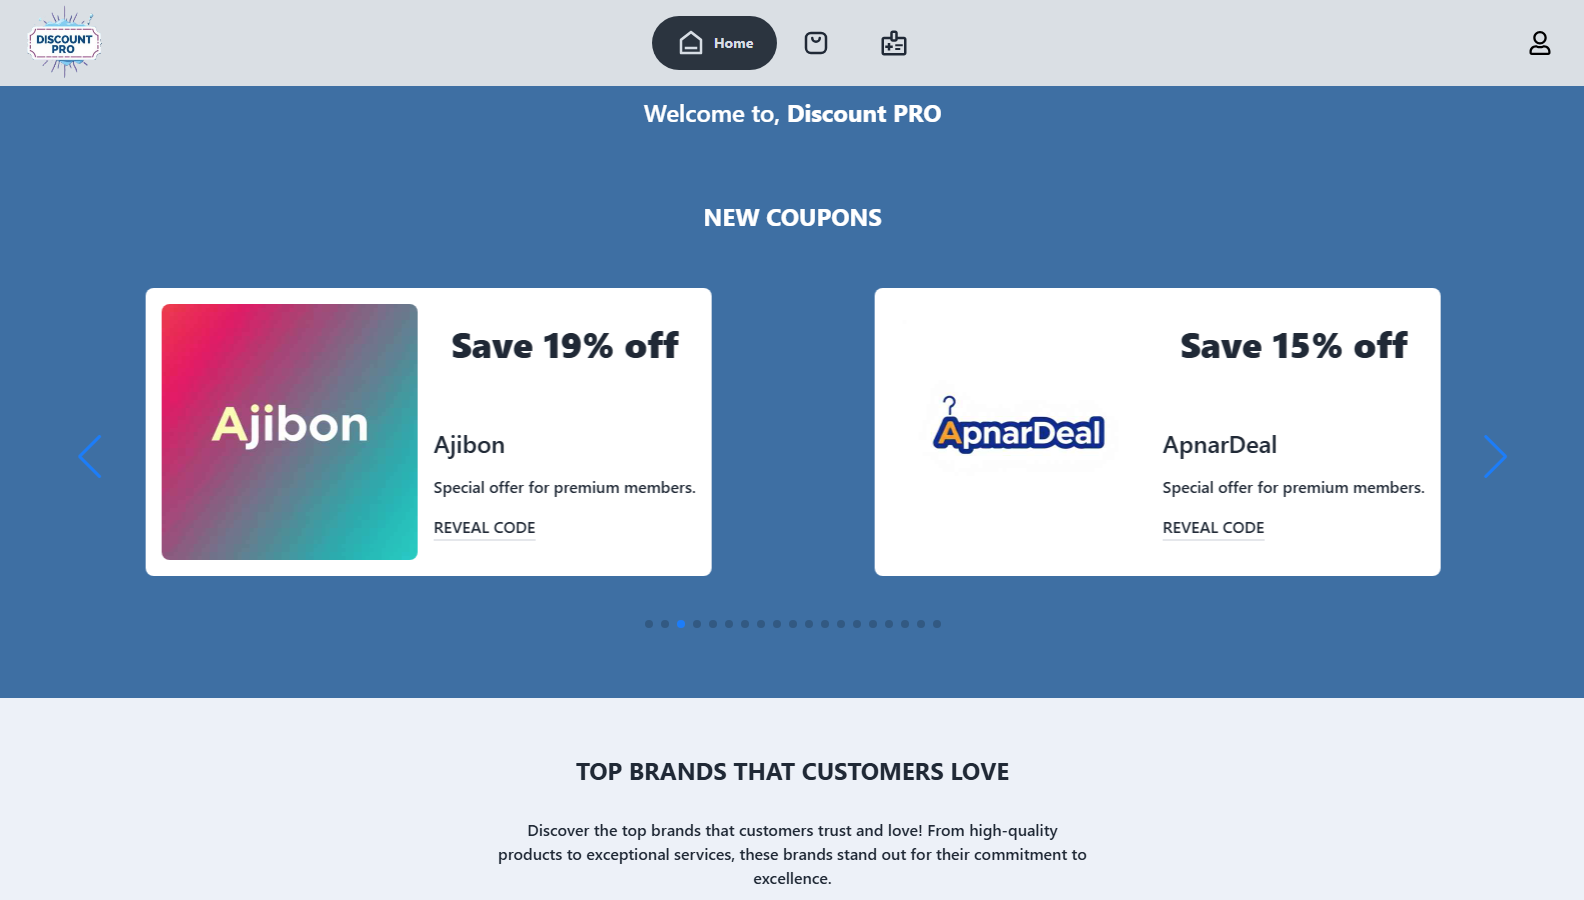 DISCOUNT
PRO
Home
Welcome to, Discount PRO
NEW COUPONS
Ajibon
Save 19% off
Ajibon
Special offer for premium members.
REVEAL CODE
ApnarDeal
Save 15% off
ApnarDeal
Special offer for premium members.
REVEAL CODE
TOP BRANDS THAT CUSTOMERS LOVE
Discover the top brands that customers trust and love! From high-quality
products to exceptional services, these brands stand out for their commitment to
excellence.